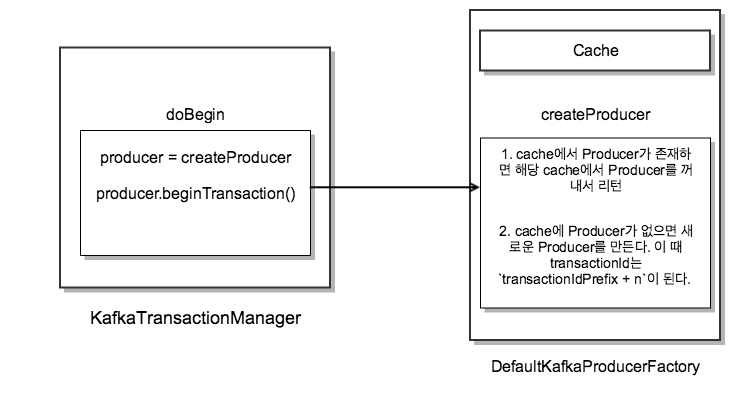 doBegin
producer = createProducer
producer.beginTransaction()
KafkaTransactionManager
Cache
createProducer
1. cache에서 Producer가 존재하
면 해당 cache에서 Producer를 꺼
내서 리턴
2. cache에 Producer가 없으면 새
로운 Producer를 만든다. 이 때
transactionId는
`transactionIdPrefix + n`이 된다.
DefaultKafkaProducerFactory